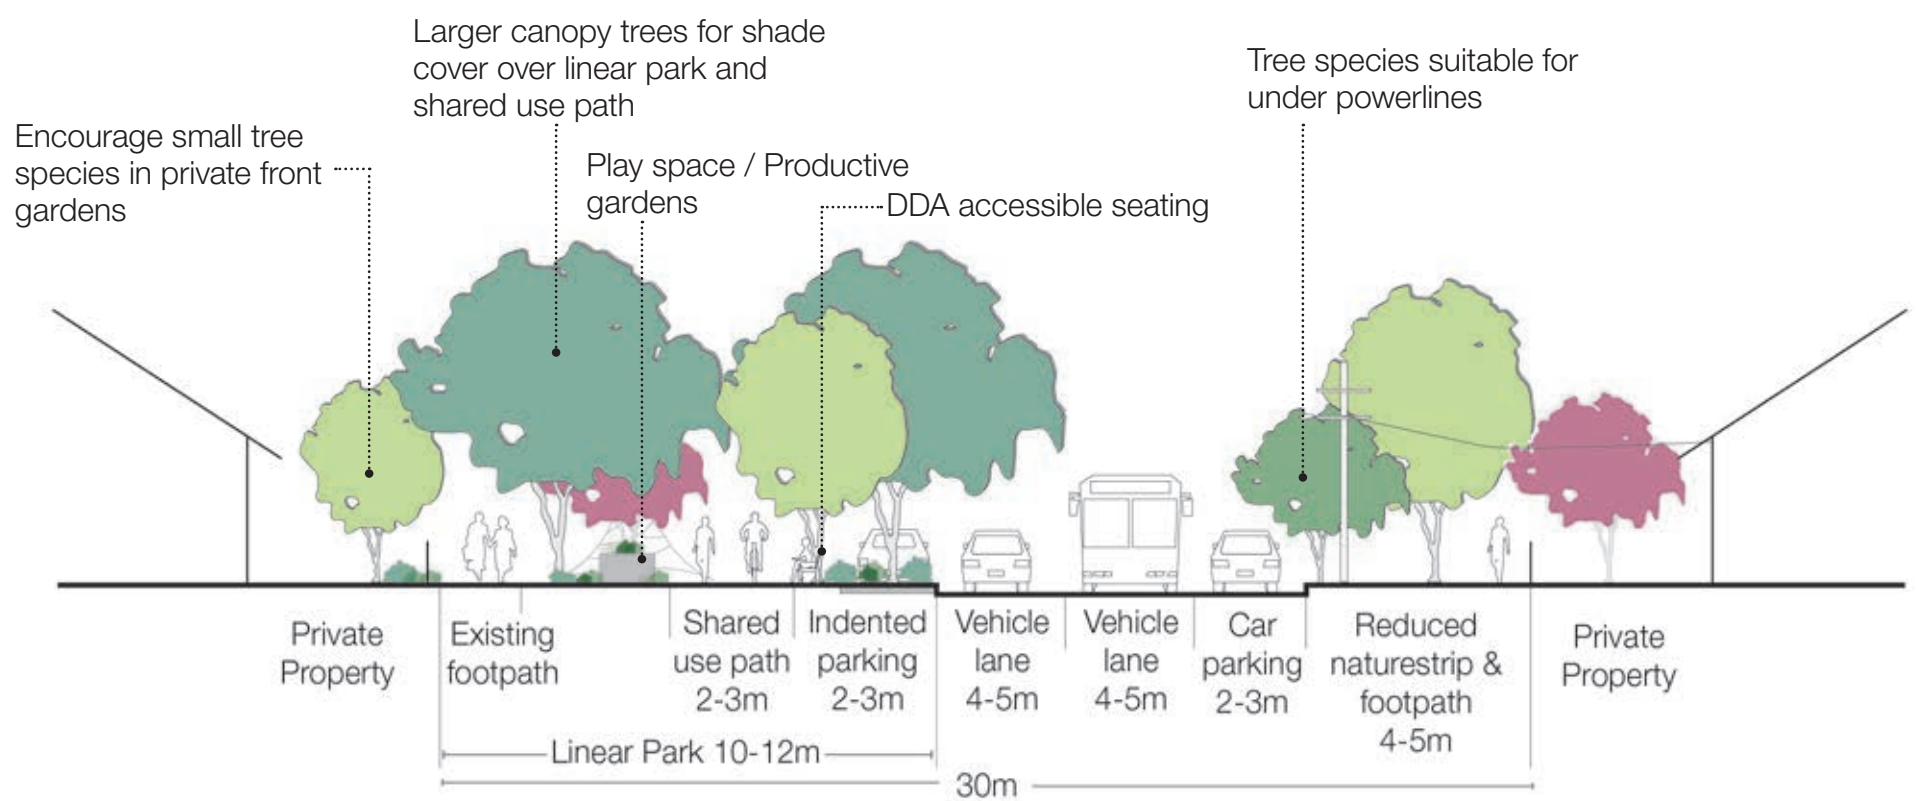 Larger canopy trees for shade
cover over linear park and
shared use path
Tree species suitable for
under powerlines
Encourage small tree
species in private front
gardens
Play space / Productive
gardens
DDA accessible seating
Private
Property
Existing
footpath
Shared
use path
2-3m
Indented
parking
2-3m
Vehicle
lane
4-5m
Vehicle
lane
4-5m
Car
parking
2-3m
Reduced
naturestrip &
footpath
4-5m
Private
Property
Linear Park 10-12m
30m